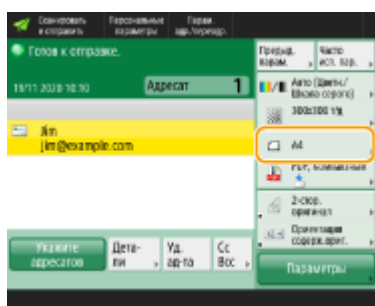 Сканировать
и отправить
Персональные
параметры
Парам.
адр./перенадр.
Готов к отправке.
19/11 2020 10:10
Адресат 1
Предыд.
парам.
Часто
исп. пар.
Авто (Цветн./
Шкала серого)
300x300 т/д
Jim
jim@example.com
A4
PDF, компактный
2-стор.
оригинал
Ориентация
содерж.ориг.
Укажите
адресатов
Дета-
ли
Уд.
ад-та
Cc
Bcc
Параметры